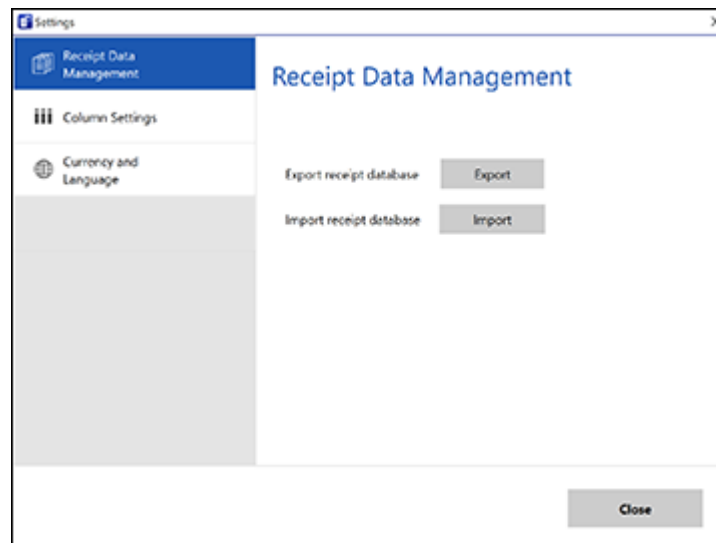 Settings
Receipt Data
Management
Column Settings
Currency and
Language
Receipt Data Management
Export receipt database
Export
Import receipt database
Import
Close